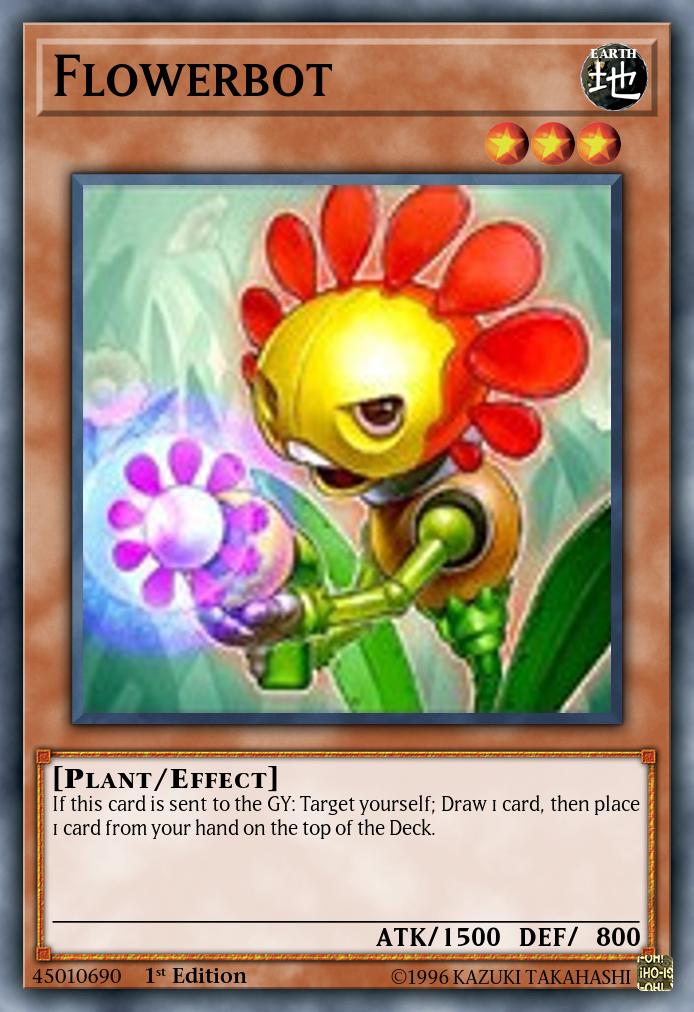 Flowerbot
EARTH
地
[Plant/Effect]
If this card is sent to the GY: Target yourself; Draw 1 card, then place
1 card from your hand on the top of the Deck.
ATK/1500 DEF/ 800
45010690 1st Edition ©1996 KAZUKI TAKAHASHI